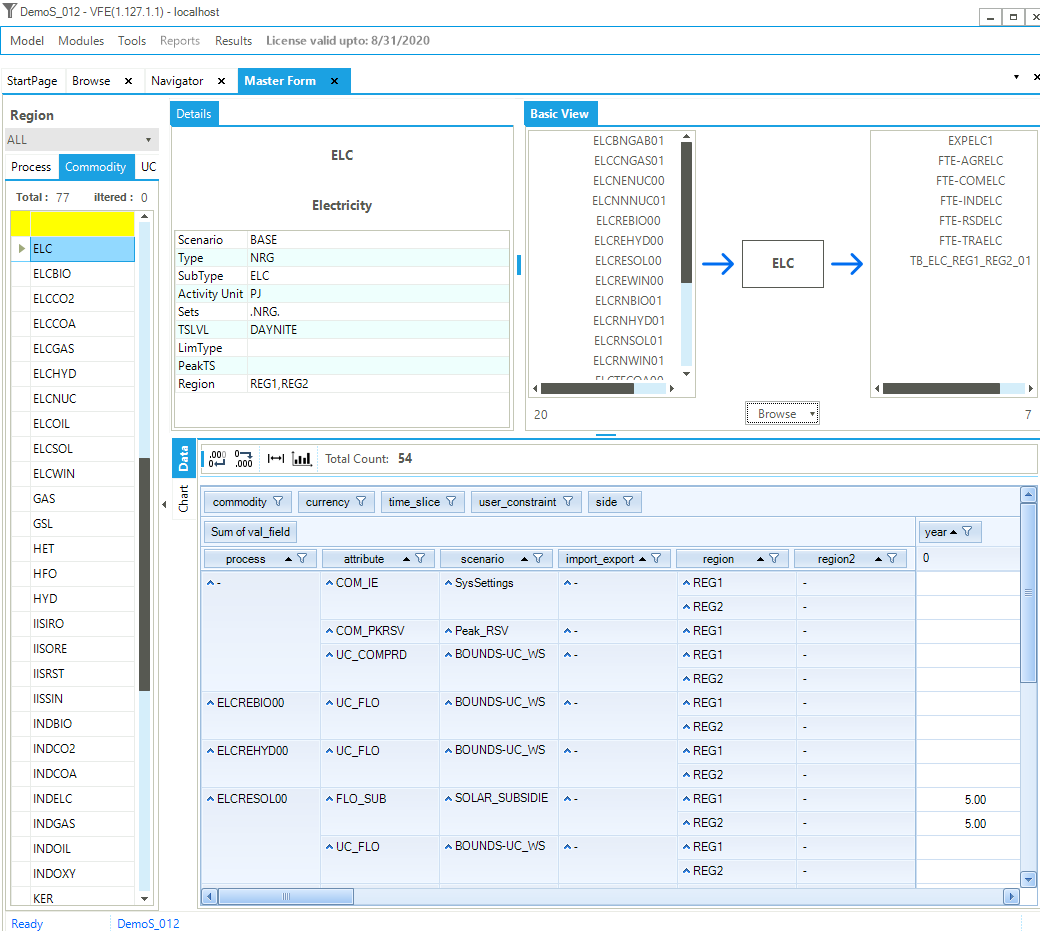 DemoS_012 - VFE(1.127.1.1) - localhost
Model Modules Tools Reports Results License valid upto: 8/31/2020
StartPage Browse Navigator Master Form
Region
ALL
Process Commodity UC
Total : 77 iltered : 0
ELC
ELCBIO
ELCCO2
ELCCOA
ELCGAS
ELCHYD
ELCNUC
ELCOIL
ELCSOL
ELCWIN
GAS
GSL
HET
HFO
HYD
IISIRO
IISORE
IISRST
IISSIN
INDBIO
INDCO2
INDCOA
INDELC
INDGAS
INDOIL
INDOXY
KER
Details
ELC
Electricity
Scenario BASE
Type NRG
SubType ELC
Activity Unit PJ
Sets .NRG.
TSLVL DAYNITE
LimType
PeakTS
Region REG1,REG2
Basic View
ELCBNGAB01
ELCCNGAS01
ELCNENUC00
ELCNNNUC01
ELCREBIO00
ELCREHYD00
ELCRESOL00
ELCREWIN00
ELCRNBIO01
ELCRNHYD01
ELCRNSOL01
ELCRNWIN01
ELCTECOA00
20
ELC
Browse
EXPELC1
FTE-AGRELC
FTE-COMELC
FTE-INDELC
FTE-RSDELC
FTE-TRAELC
TB_ELC_REG1_REG2_01
7
Data
Chart
.000 0 Total Count: 54
0 .000
commodity currency time_slice user_constraint side
Sum of val_field year
process attribute scenario import_export region region2 0
- COM_IE SysSettings - REG1 -
REG2 -
COM_PKRSV Peak_RSV - REG1 -
UC_COMPRD BOUNDS-UC_WS - REG1 -
REG2 -
ELCREBIO00 UC_FLO BOUNDS-UC_WS - REG1 -
REG2 -
ELCREHYD00 UC_FLO BOUNDS-UC_WS - REG1 -
REG2 -
ELCRESOL00 FLO_SUB SOLAR_SUBSIDIE - REG1 - 5.00
REG2 - 5.00
UC_FLO BOUNDS-UC_WS - REG1 -
REG2 -
Ready DemoS_012